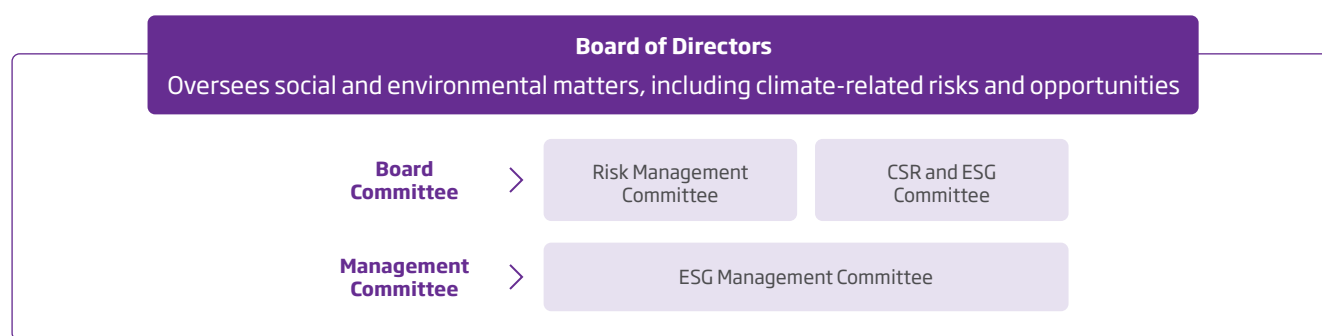 Board of Directors
Oversees social and environmental matters, including climate-related risks and opportunities
Board
Committee
Risk Management
Committee
CSR and ESG
Committee
Management
Committee
ESG Management Committee